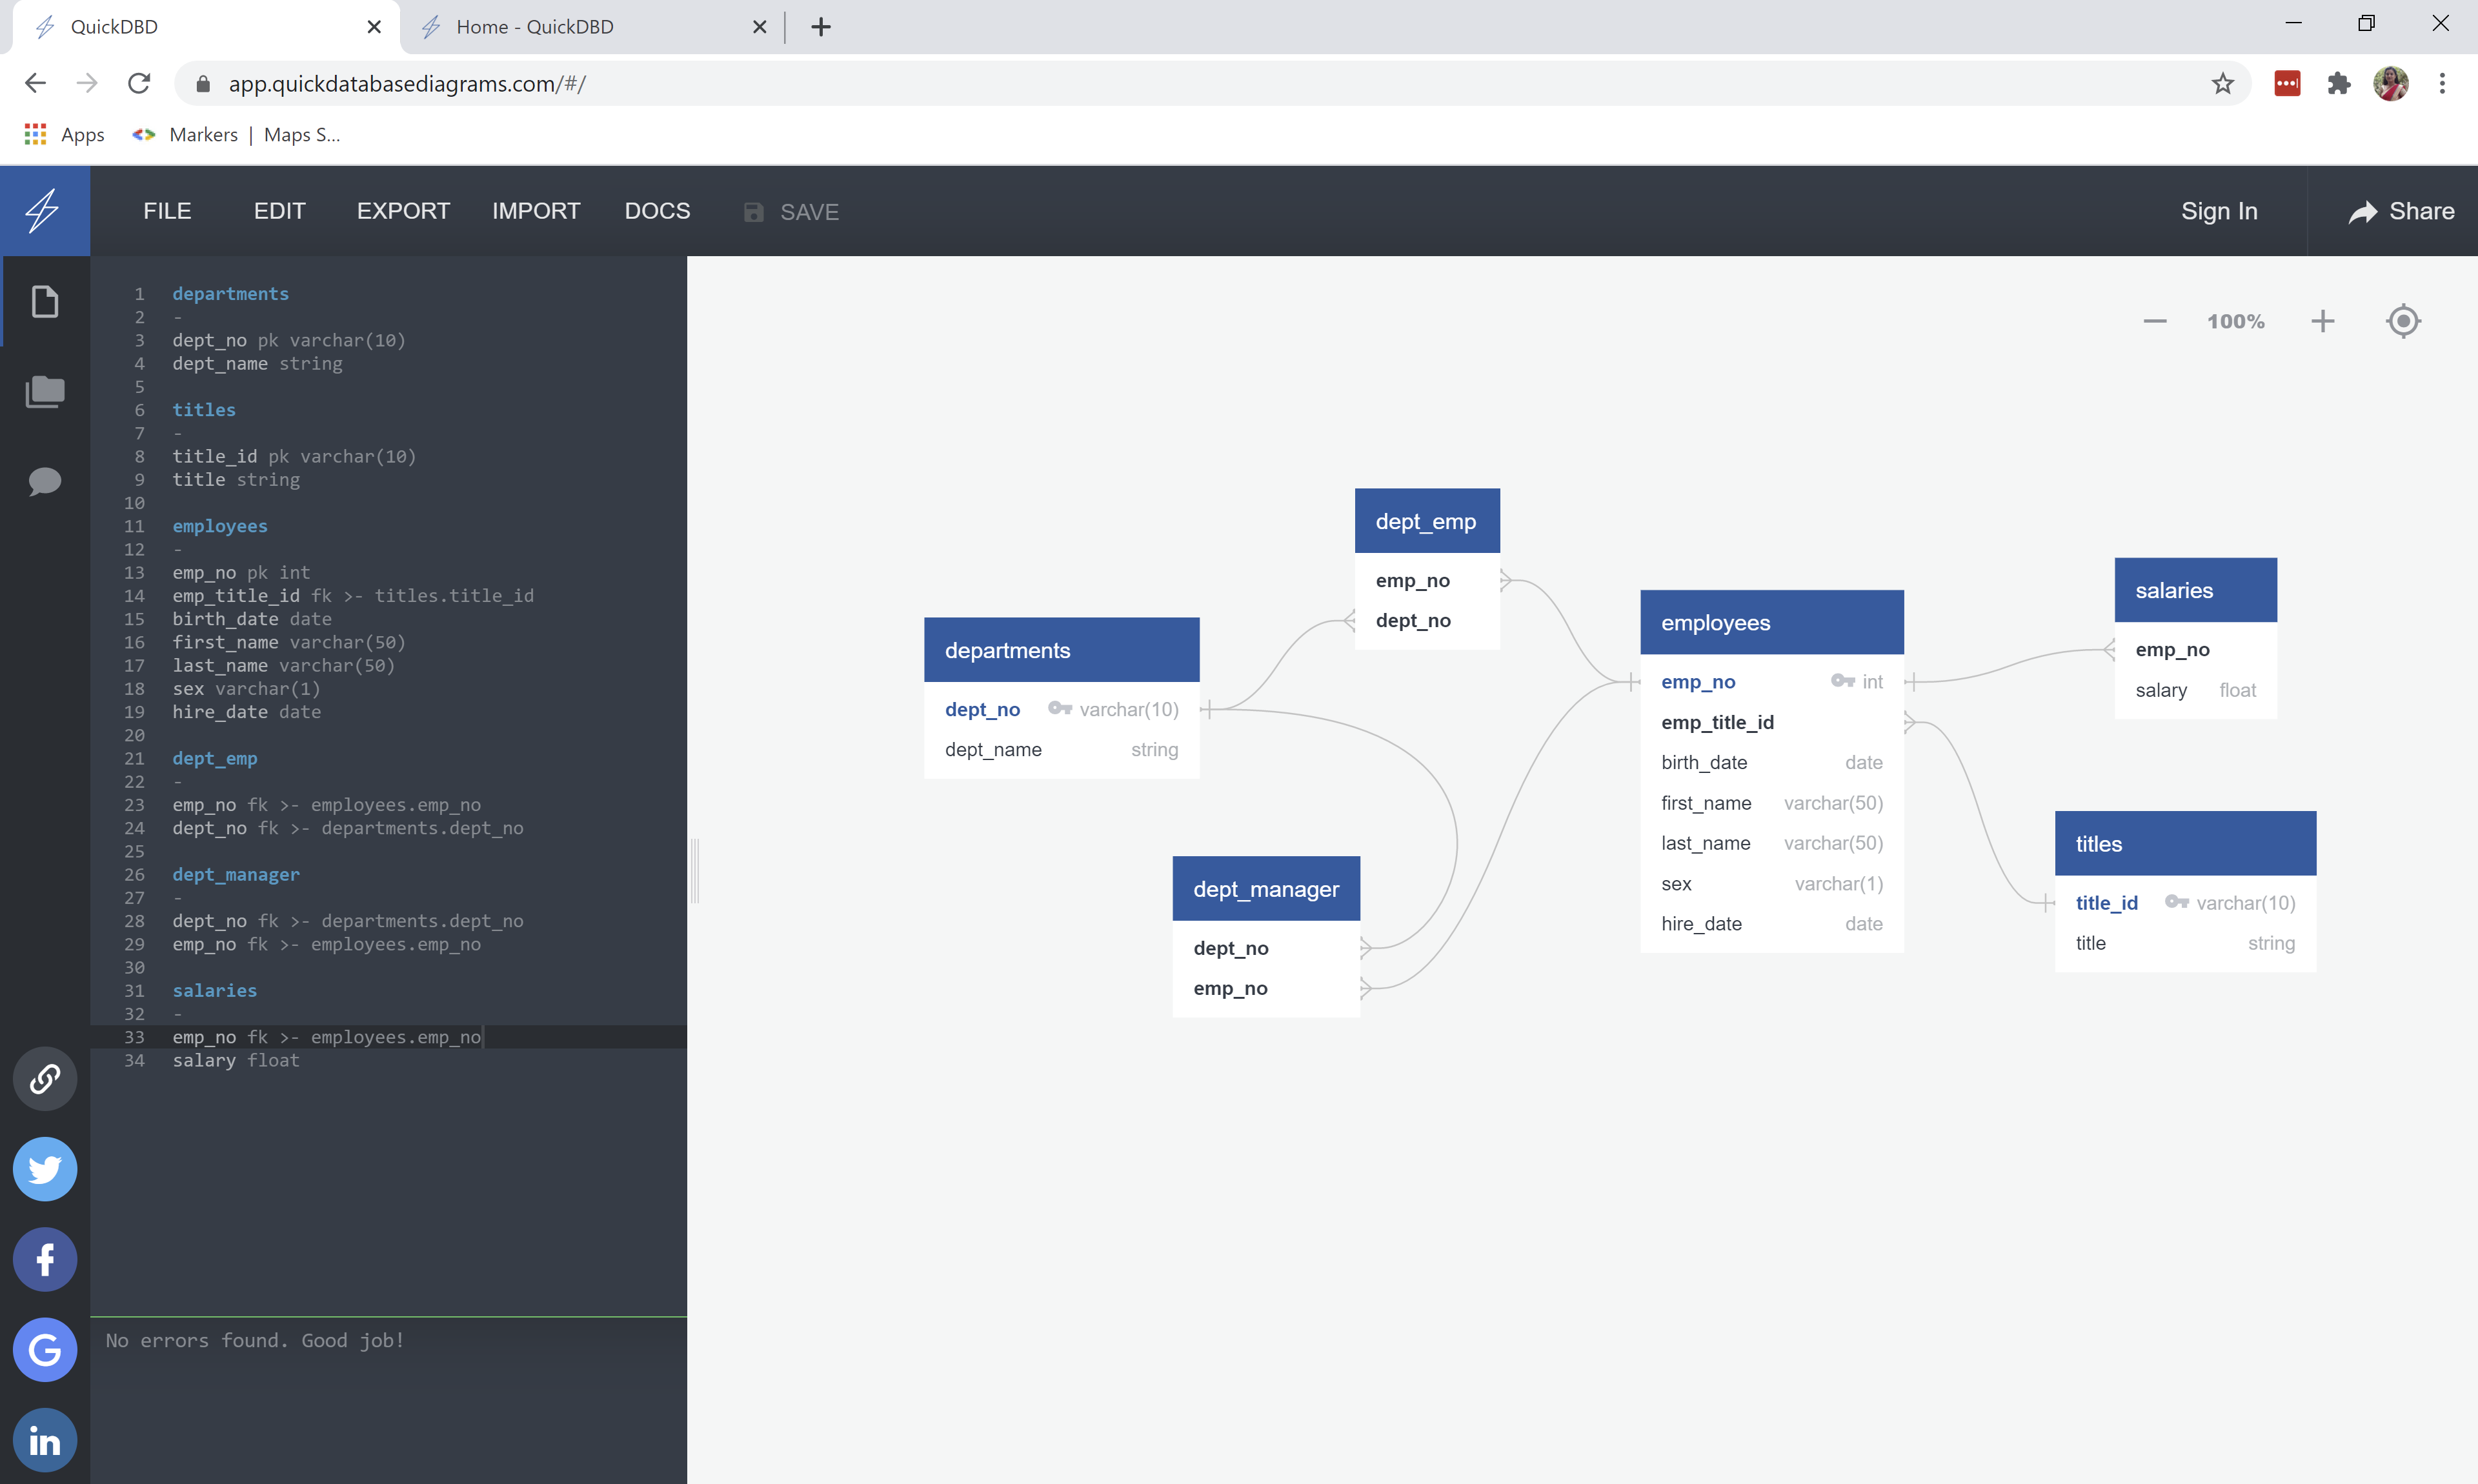 QuickDBD
Home - QuickDBD
app.quickdatabasediagrams.com/#/
Apps
Markers | Maps S...
FILE EDIT EXPORT IMPORT DOCS SAVE Sign In Share
1 departments
2 -
3 dept_no pk varchar(10)
4 dept_name string
5
6 titles
7 -
8 title_id pk varchar(10)
9 title string
10
11 employees
12 -
13 emp_no pk int
14 emp_title_id fk >- titles.title_id
15 birth_date date
16 first_name varchar(50)
17 last_name varchar(50)
18 sex varchar(1)
19 hire_date date
20
21 dept_emp
22 -
23 emp_no fk >- employees.emp_no
24 dept_no fk >- departments.dept_no
25
26 dept_manager
27 -
28 dept_no fk >- departments.dept_no
29 emp_no fk >- employees.emp_no
30
31 salaries
32 -
33 emp_no fk >- employees.emp_no
34 salary float
No errors found. Good job!
100%
departments
dept_no varchar(10)
dept_name string
dept_emp
emp_no
dept_no
dept_manager
dept_no
emp_no
employees
emp_no int
emp_title_id
birth_date date
first_name varchar(50)
last_name varchar(50)
sex varchar(1)
hire_date date
salaries
emp_no
salary float
titles
title_id varchar(10)
title string